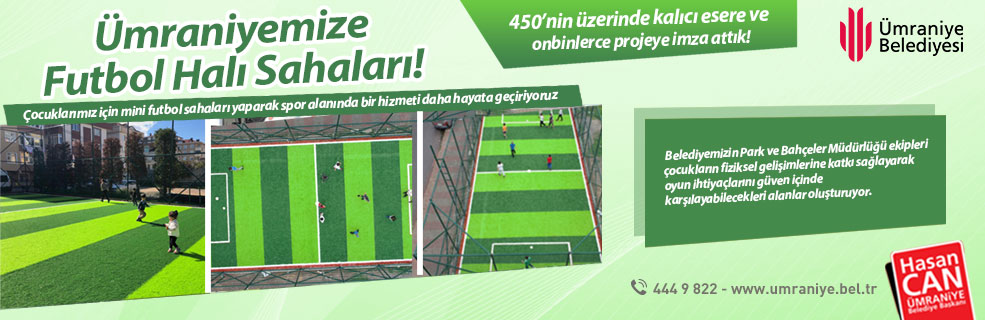 Ümraniyemize
Futbol Halı Sahaları!
Çocuklarımız için mini futbol sahaları yaparak spor alanında bir hizmeti daha hayata geçiriyoruz
450’nin üzerinde kalıcı esere ve
onbinlerce projeye imza attık!
Ümraniye
Belediyesi
Belediyemizin Park ve Bahçeler Müdürlüğü ekipleri
çocukların fiziksel gelişimlerine katkı sağlayarak
oyun ihtiyaçlarını güven içinde
karşılayabilecekleri alanlar oluşturuyor.
444 9 822 - www.umraniye.bel.tr
Hasan
CAN
ÜMRANİYE
Belediye Başkanı